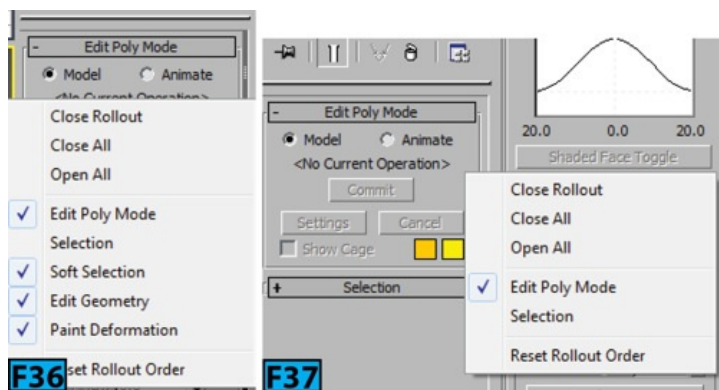 - Edit Poly Mode
Model Animate
<No Current Operation>
Close Rollout
Close All
Open All
Edit Poly Mode
Selection
Soft Selection
Edit Geometry
Paint Deformation
set Rollout Order
F36
- Edit Poly Mode
Model Animate
<No Current Operation>
Commit
Settings Cancel
Show Cage
+ Selection
F37
20.0 0.0 20.0
Shaded Face Toggle
Close Rollout
Close All
Open All
Edit Poly Mode
Selection
Reset Rollout Order